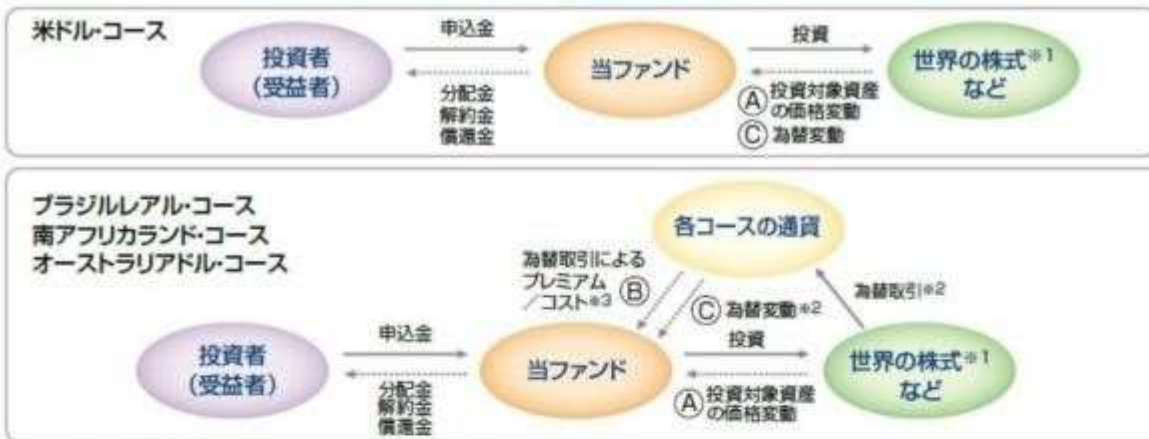 米ドル・コース
投資者
(受益者)
申込金
分配金
解約金
償還金
当ファンド
投資
Ⓐ投資対象資産
の価格変動
Ⓒ為替変動
世界の株式※1
など
ブラジルレアル・コース
南アフリカランド・コース
オーストラリアドル・コース
各コースの通貨
為替取引による
プレミアム
/コスト※3 Ⓑ
Ⓒ為替変動※2
為替取引※2
投資者
(受益者)
申込金
分配金
解約金
償還金
当ファンド
投資
Ⓐ投資対象資産
の価格変動
世界の株式※1
など